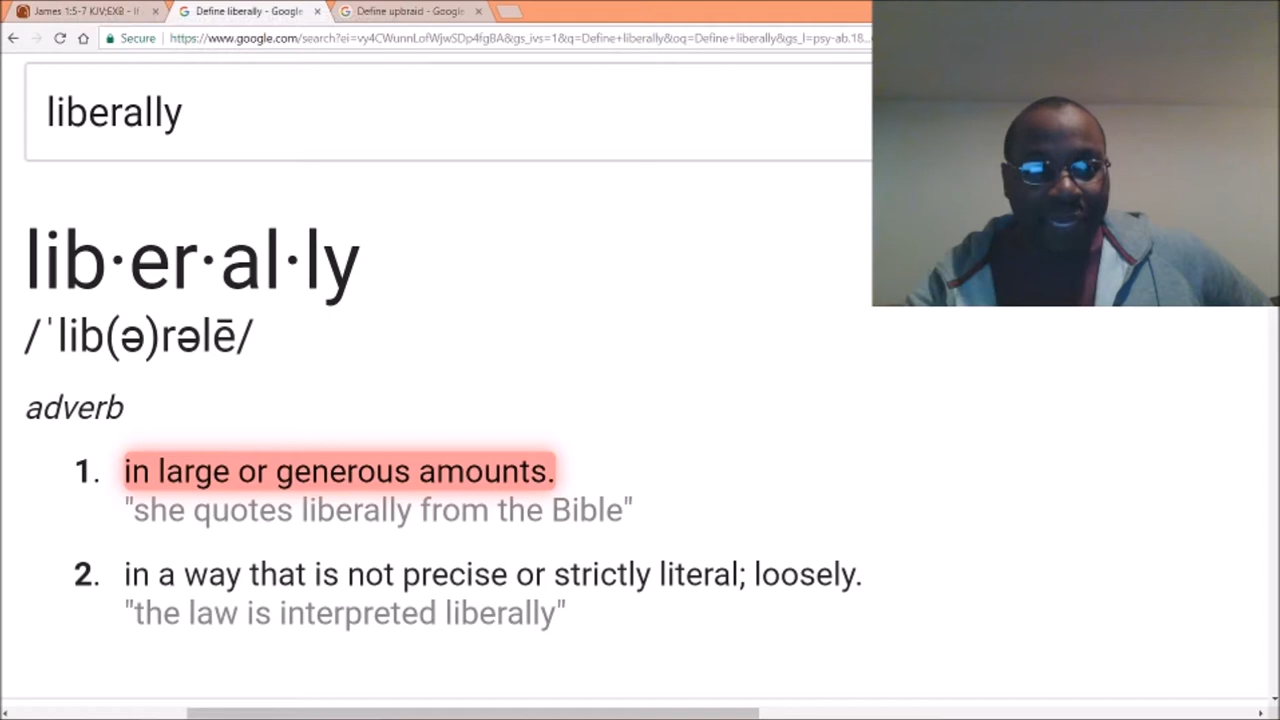 James 1:5-7 KJV;EXB - If
Define liberally - Google
Define upbraid - Google
Secure
https://www.google.com/search?ei=vy4CWunnLofWjwSDp4fgBA&gs_ivs=1&q=Define+liberally&oq=Define+liberally&gs_l=psy-ab.18...
liberally
lib·er·al·ly
/ˈlib(ə)rəlē/
adverb
1. in large or generous amounts.
"she quotes liberally from the Bible"
2. in a way that is not precise or strictly literal; loosely.
"the law is interpreted liberally"